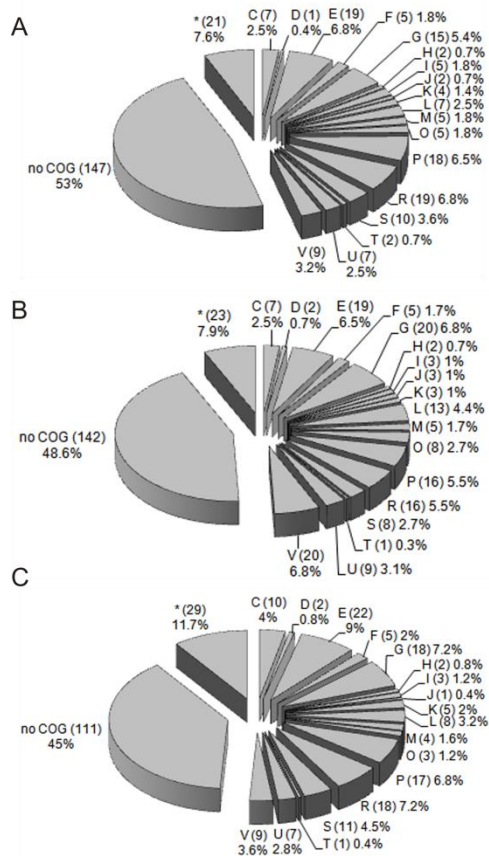 A
* (21)
7.6%
C (7)
2.5%
D (1)
0.4%
E (19)
6.8%
F (5) 1.8%
G (15) 5.4%
H (2) 0.7%
I (5) 1.8%
J (2) 0.7%
K (4) 1.4%
L (7) 2.5%
M (5) 1.8%
O (5) 1.8%
P (18) 6.5%
R (19) 6.8%
S (10) 3.6%
T (2) 0.7%
U (7)
2.5%
V (9)
3.2%
no COG (147)
53%
B
* (23)
7.9%
C (7)
2.5%
D (2)
0.7%
E (19)
6.5%
F (5) 1.7%
G (20) 6.8%
H (2) 0.7%
I (3) 1%
J (3) 1%
K (3) 1%
L (13) 4.4%
M (5) 1.7%
O (8) 2.7%
P (16) 5.5%
R (16) 5.5%
S (8) 2.7%
T (1) 0.3%
U (9) 3.1%
V (20)
6.8%
no COG (142)
48.6%
C
* (29)
11.7%
C (10)
4%
D (2)
0.8%
E (22)
9%
F (5) 2%
G (18) 7.2%
H (2) 0.8%
I (3) 1.2%
J (1) 0.4%
K (5) 2%
L (8) 3.2%
M (4) 1.6%
O (3) 1.2%
P (17) 6.8%
R (18) 7.2%
S (11) 4.5%
T (1) 0.4%
U (7)
2.8%
V (9)
3.6%
no COG (111)
45%